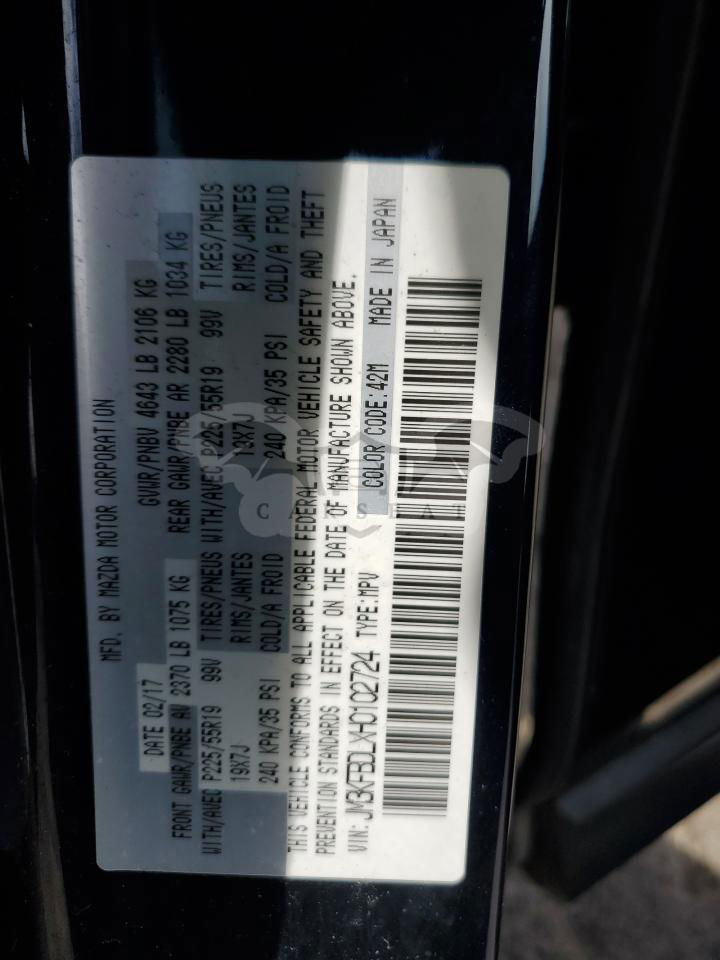 MFD. BY MAZDA MOTOR CORPORATION
DATE 02/17 GVWR/PNBV 4643 LB 2106 KG
FRONT GAWR/PNBE AV 2370 LB 1075 KG REAR GAWR/PNBE AR 2280 LB 1034 KG
WITH/AVEC P225/55R19 99V TIRES/PNEUS WITH/AVEC P225/55R19 99V TIRES/PNEUS
19X7J RIMS/JANTES 19X7J RIMS/JANTES
240 KPA/35 PSI COLD/A FROID 240 KPA/35 PSI COLD/A FROID
THIS VEHICLE CONFORMS TO ALL APPLICABLE FEDERAL MOTOR VEHICLE SAFETY AND THEFT
PREVENTION STANDARDS IN EFFECT ON THE DATE OF MANUFACTURE SHOWN ABOVE.
VIN: JM3KFBDLXH0102724 TYPE:MPV COLOR CODE:42M MADE IN JAPAN
CARSBAT